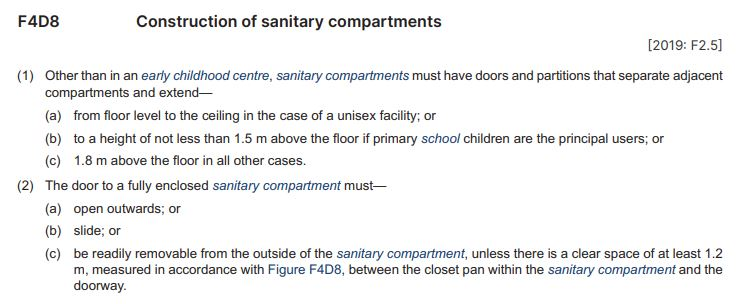 F4D8 Construction of sanitary compartments
[2019: F2.5]
(1) Other than in an early childhood centre, sanitary compartments must have doors and partitions that separate adjacent
compartments and extend—
(a) from floor level to the ceiling in the case of a unisex facility; or
(b) to a height of not less than 1.5 m above the floor if primary school children are the principal users; or
(c) 1.8 m above the floor in all other cases.
(2) The door to a fully enclosed sanitary compartment must—
(a) open outwards; or
(b) slide; or
(c) be readily removable from the outside of the sanitary compartment, unless there is a clear space of at least 1.2
m, measured in accordance with Figure F4D8, between the closet pan within the sanitary compartment and the
doorway.